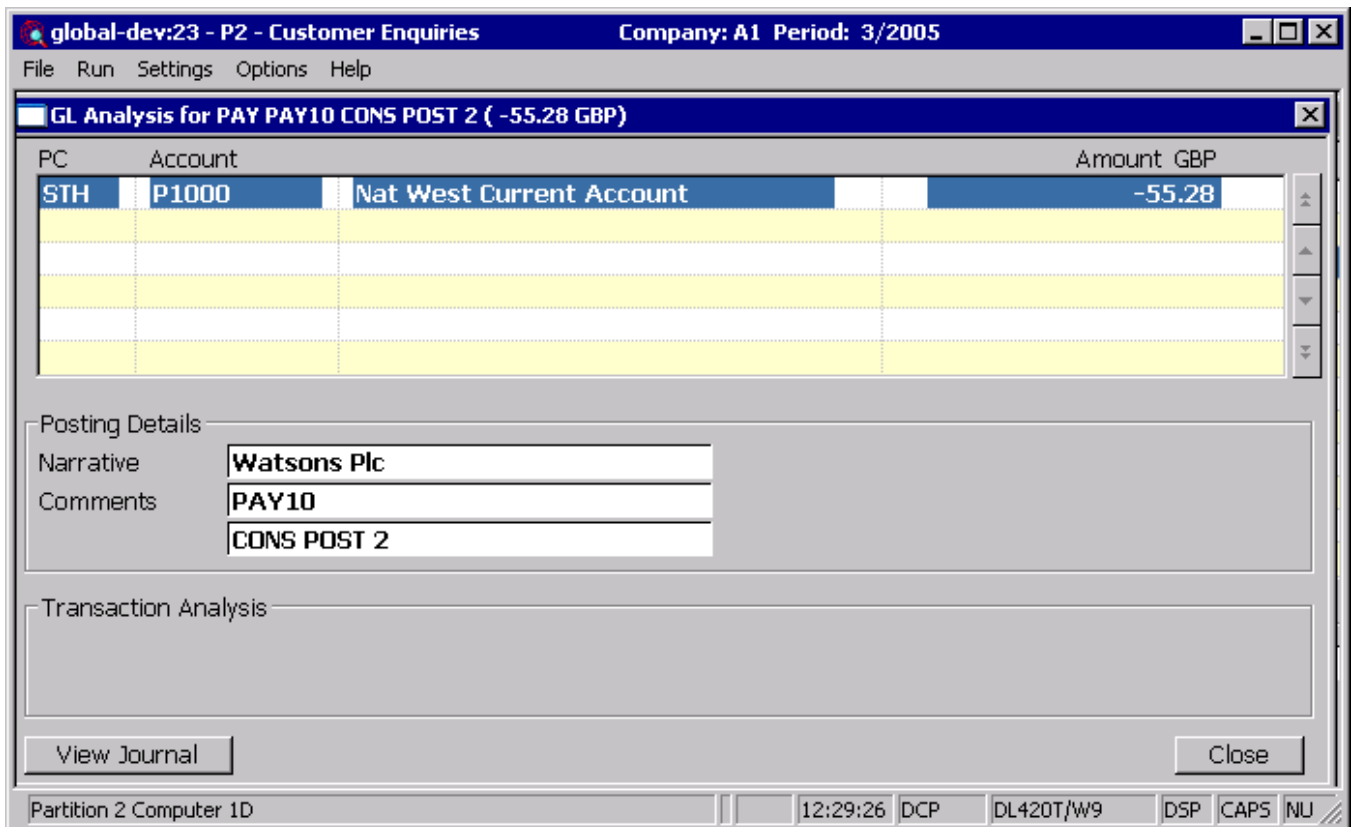 global-dev:23 - P2 - Customer Enquiries Company: A1 Period: 3/2005
File Run Settings Options Help
GL Analysis for PAY PAY10 CONS POST 2 ( -55.28 GBP)
PC Account Amount GBP
STH P1000 Nat West Current Account -55.28
Posting Details
Narrative Watsons Plc
Comments PAY10
CONS POST 2
Transaction Analysis
View Journal Close
Partition 2 Computer 1D 12:29:26 DCP DL420T/W9 DSP CAPS NU